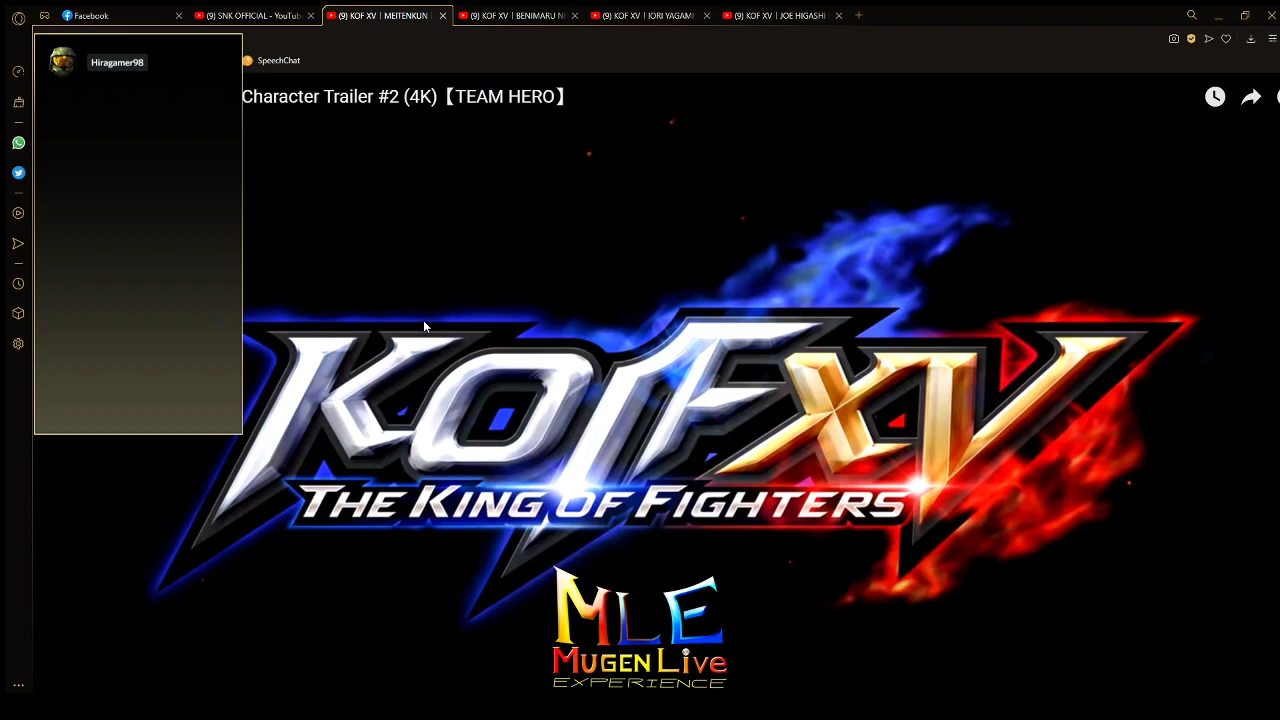 Facebook
(9) SNK OFFICIAL - YouTub
(9) KOF XV | MEITENKUN
(9) KOF XV | BENIMARU N
(9) KOF XV | IORI YAGAMI
(9) KOF XV | JOE HIGASHI
Hiragamer98
SpeechChat
Character Trailer #2 (4K)【TEAM HERO】
KOF XV
THE KING OF FIGHTERS
MLE
MUGEN LIVE
EXPERIENCE